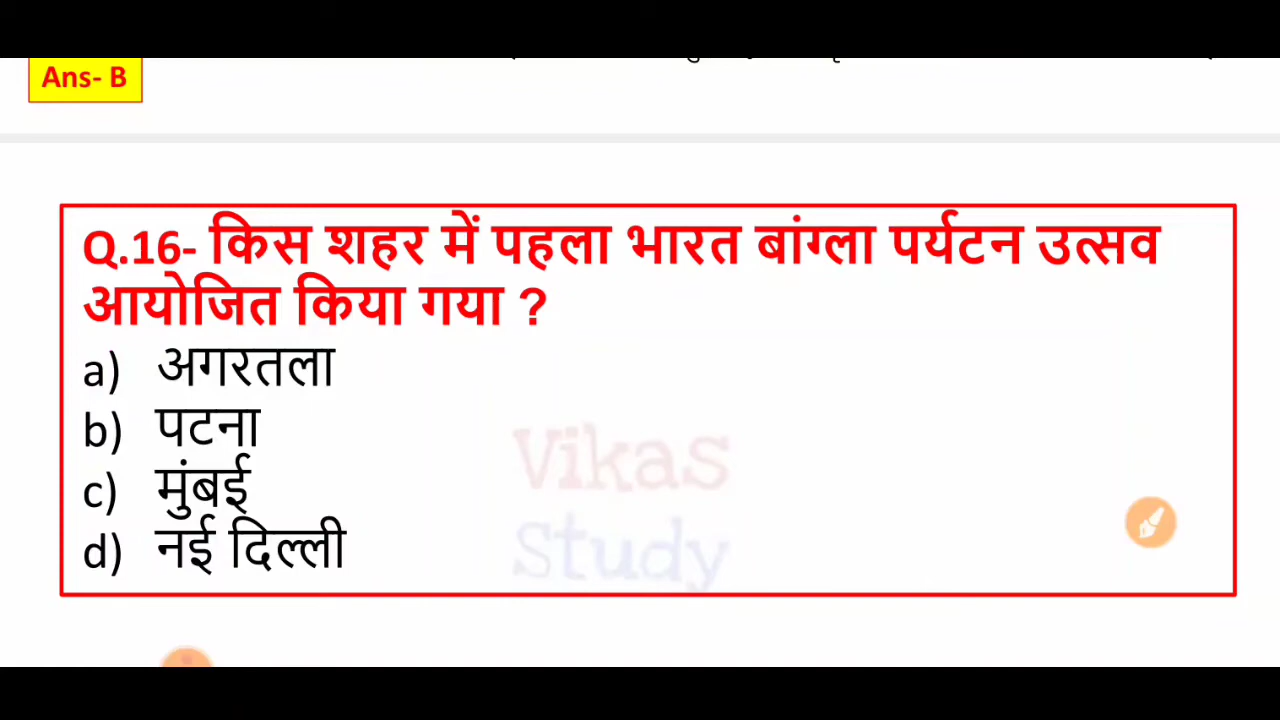 Ans- B
Q.16- किस शहर में पहला भारत बांग्ला पर्यटन उत्सव
आयोजित किया गया ?
a) अगरतला
b) पटना
c) मुंबई
d) नई दिल्ली
Vikas
Study